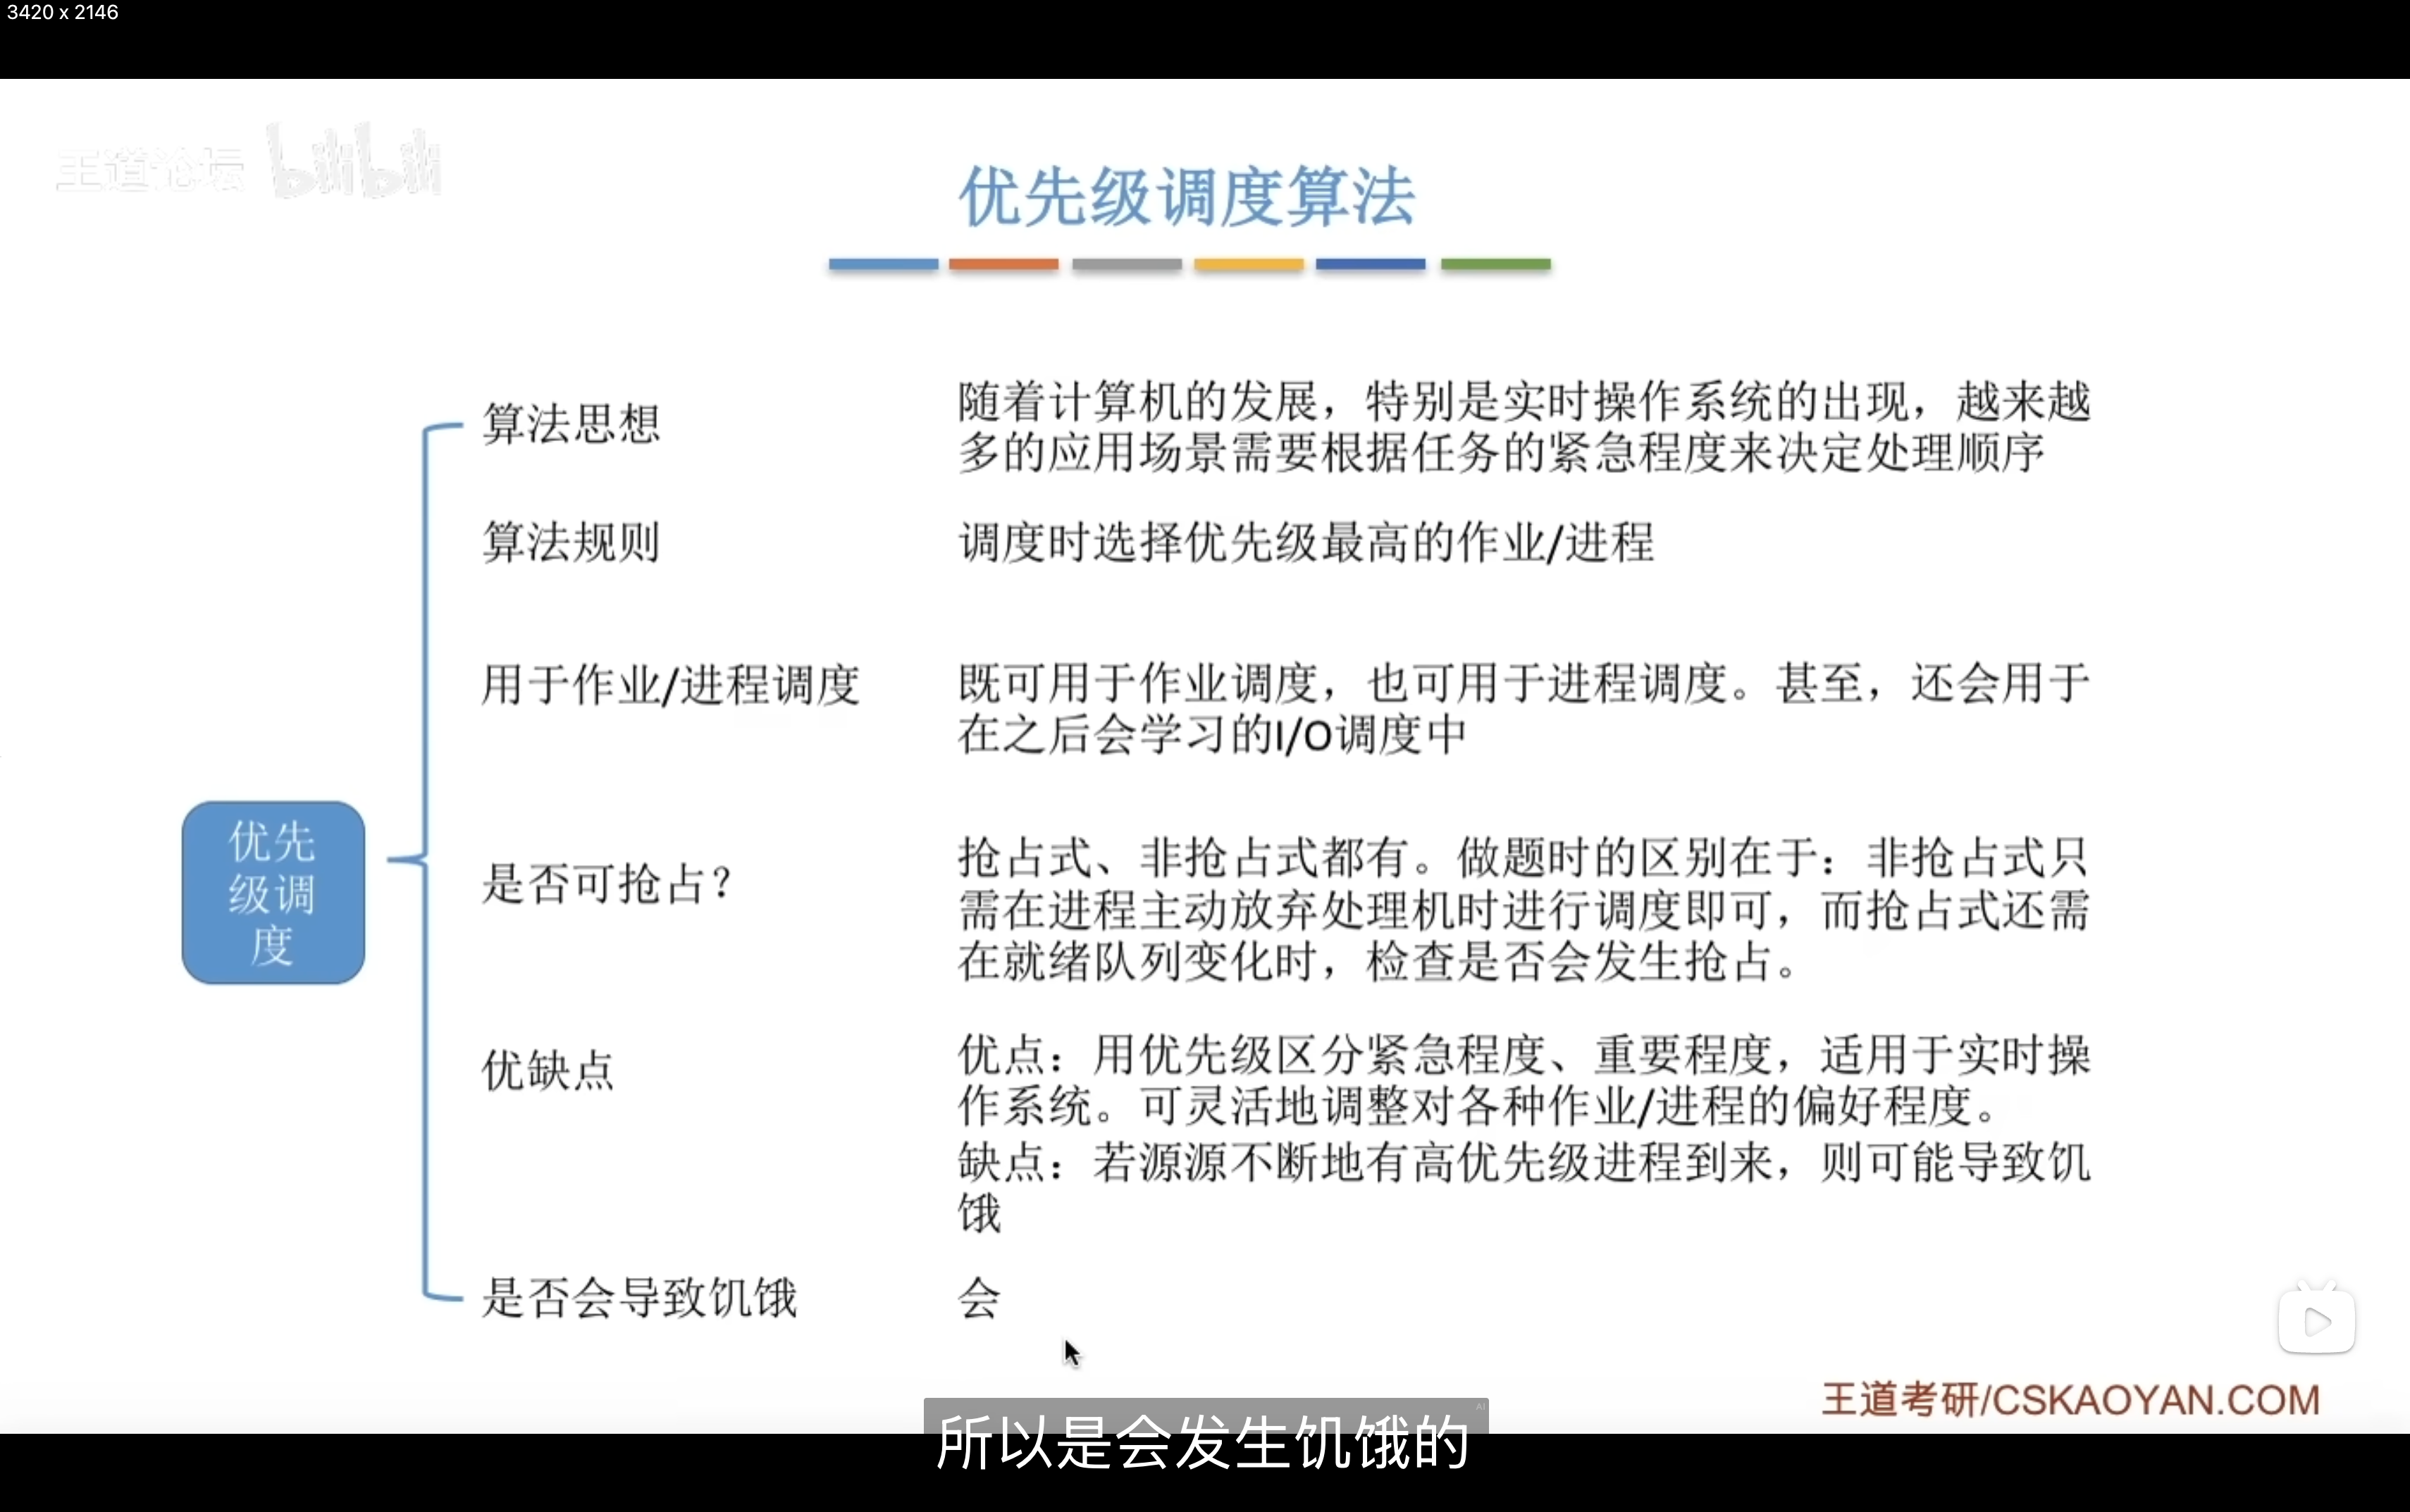 3420 x 2146
王道论坛 bilibili
优先级调度算法
算法思想
随着计算机的发展，特别是实时操作系统的出现，越来越
多的应用场景需要根据任务的紧急程度来决定处理顺序
算法规则
调度时选择优先级最高的作业/进程
用于作业/进程调度
既可用于作业调度，也可用于进程调度。甚至，还会用于
在之后会学习的I/O调度中
优先
级调
度
是否可抢占？
抢占式、非抢占式都有。做题时的区别在于：非抢占式只
需在进程主动放弃处理机时进行调度即可，而抢占式还需
在就绪队列变化时，检查是否会发生抢占。
优缺点
优点：用优先级区分紧急程度、重要程度，适用于实时操
作系统。可灵活地调整对各种作业/进程的偏好程度。
缺点：若源源不断地有高优先级进程到来，则可能导致饥
饿
是否会导致饥饿
会
王道考研/CSKAOYAN.COM
AI
所以是会发生饥饿的